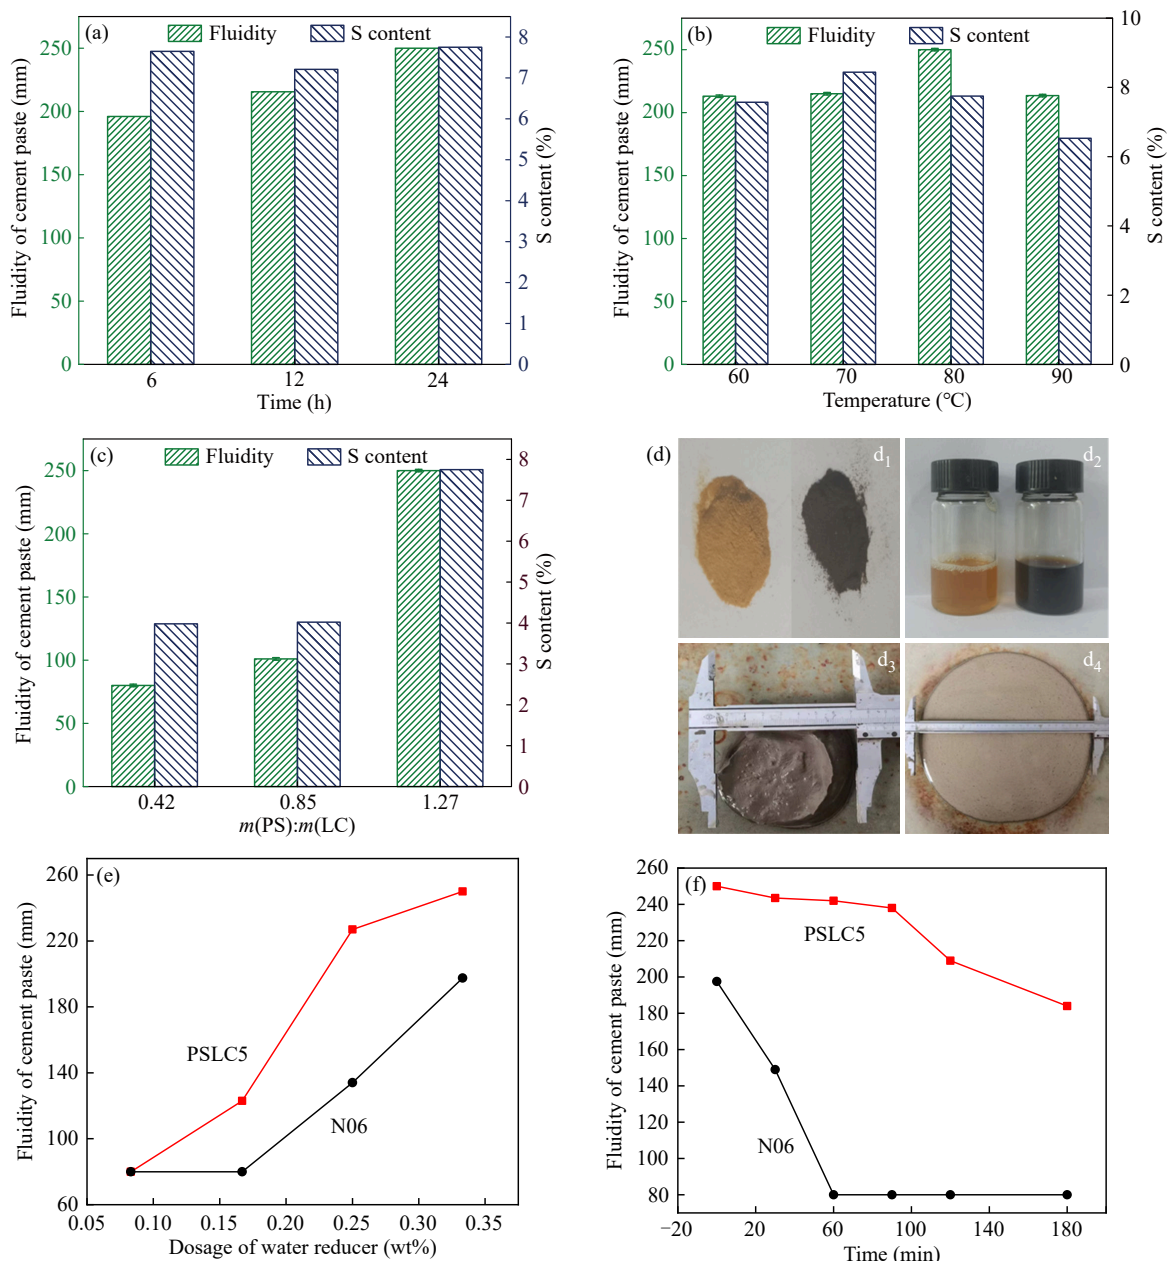 (a)
Fluidity
S content
Fluidity of cement paste (mm)
250
200
150
100
50
0
8
7
6
5
4
3
2
1
0
S content (%)
6
12
24
Time (h)
(b)
Fluidity
S content
Fluidity of cement paste (mm)
250
200
150
100
50
0
10
8
6
4
2
0
S content (%)
60
70
80
90
Temperature (°C)
(c)
Fluidity
S content
Fluidity of cement paste (mm)
250
200
150
100
50
0
8
7
6
5
4
3
2
1
0
S content (%)
0.42
0.85
1.27
m(PS):m(LC)
(d)
d1
d2
d3
d4
(e)
Fluidity of cement paste (mm)
260
220
180
140
100
60
PSLC5
N06
0.05
0.10
0.15
0.20
0.25
0.30
0.35
Dosage of water reducer (wt%)
(f)
Fluidity of cement paste (mm)
260
240
220
200
180
160
140
120
100
80
PSLC5
N06
−20
20
60
100
140
180
Time (min)